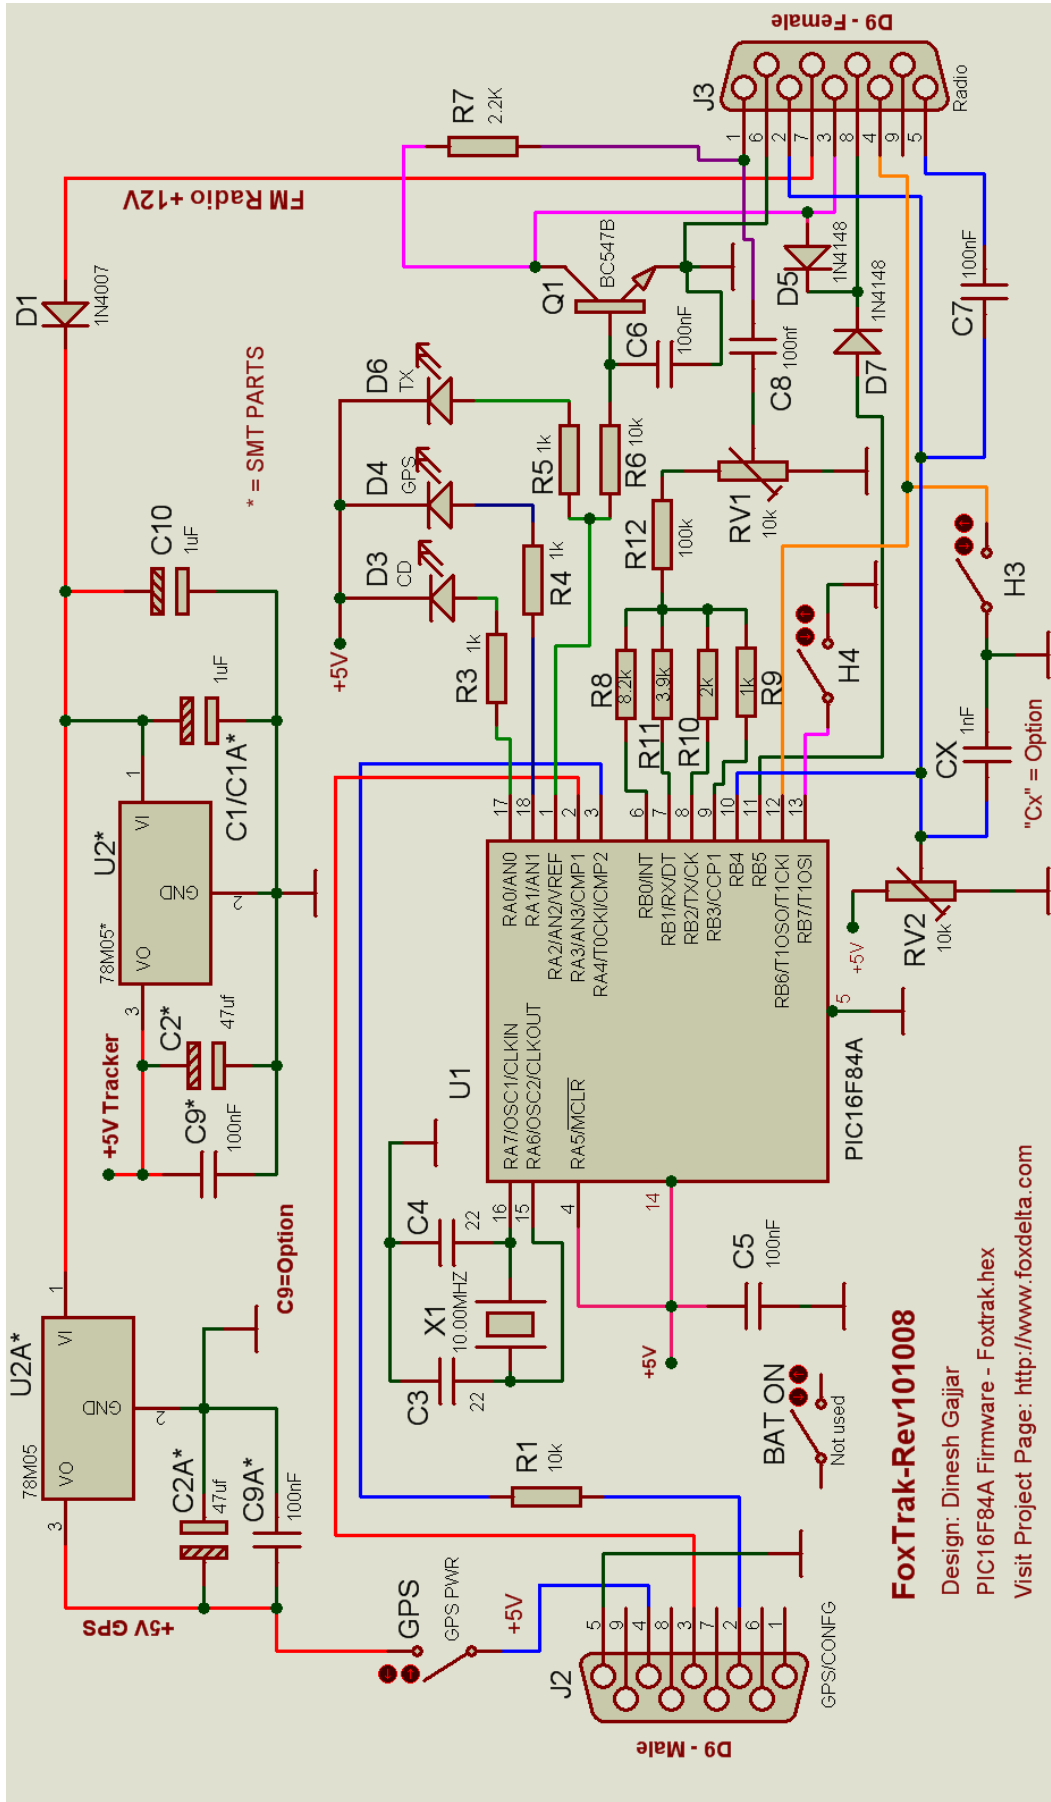 D9 - Female
J3
Radio
1
6
2
7
3
8
4
9
5
R7
2.2K
FM Radio +12V
D1
1N4007
* = SMT PARTS
Q1
BC547B
C6
100nF
D5
1N4148
D7
1N4148
C7
100nF
C8
100nf
D6
TX
D4
GPS
D3
CD
+5V
R5
1k
R6
10k
R4
1k
R3
1k
R12
100k
RV1
10k
R8
8.2k
R11
3.9k
R10
2k
R9
1k
H4
H3
C10
1uF
C1/C1A*
1uF
U2*
78M05*
VI
VO
GND
1
2
3
C2*
47uf
C9*
100nF
+5V Tracker
C9=Option
CX
1nF
"Cx" = Option
RV2
10k
+5V
U1
PIC16F84A
17
18
1
2
3
6
7
8
9
10
11
12
13
RA0/AN0
RA1/AN1
RA2/AN2/VREF
RA3/AN3/CMP1
RA4/T0CKI/CMP2
RB0/INT
RB1/RX/DT
RB2/TX/CK
RB3/CCP1
RB4
RB5
RB6/T1OSO/T1CKI
RB7/T1OSI
RA7/OSC1/CLKIN
RA6/OSC2/CLKOUT
RA5/MCLR
16
15
4
14
5
C4
22
C3
22
X1
10.00MHZ
C5
100nF
+5V
BAT ON
Not used
U2A*
78M05
VI
VO
GND
1
2
3
C2A*
47uf
C9A*
100nF
+5V GPS
GPS
GPS PWR
+5V
R1
10k
J2
GPS/CONFG
5
9
4
8
3
7
2
6
1
D9 - Male
FoxTrak-Rev101008
Design: Dinesh Gajjar
PIC16F84A Firmware - Foxtrak.hex
Visit Project Page: http://www.foxdelta.com